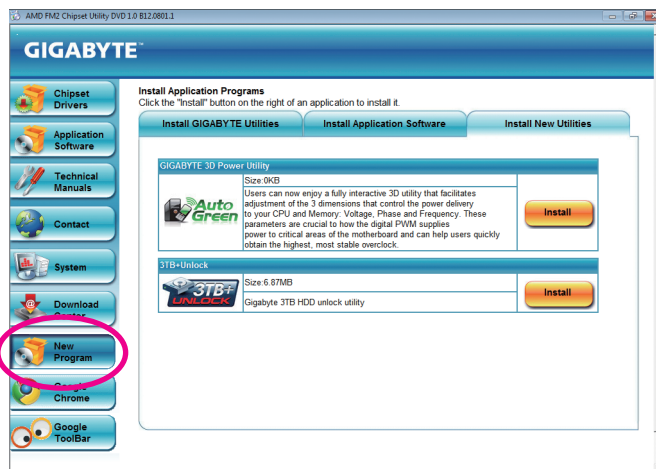 AMD FM2 Chipset Utility DVD 1.0 B12.0801.1
GIGABYTE™
Chipset
Drivers
Application
Software
Technical
Manuals
Contact
System
Download
Center
New
Program
Google
Chrome
Google
ToolBar
Install Application Programs
Click the "Install" button on the right of an application to install it.
Install GIGABYTE Utilities
Install Application Software
Install New Utilities
GIGABYTE 3D Power Utility
Auto
Green
Size:0KB
Users can now enjoy a fully interactive 3D utility that facilitates
adjustment of the 3 dimensions that control the power delivery
to your CPU and Memory: Voltage, Phase and Frequency. These
parameters are crucial to how the digital PWM supplies
power to critical areas of the motherboard and can help users quickly
obtain the highest, most stable overclock.
Install
3TB+Unlock
3TB+
UNLOCK
Size:6.87MB
Gigabyte 3TB HDD unlock utility
Install